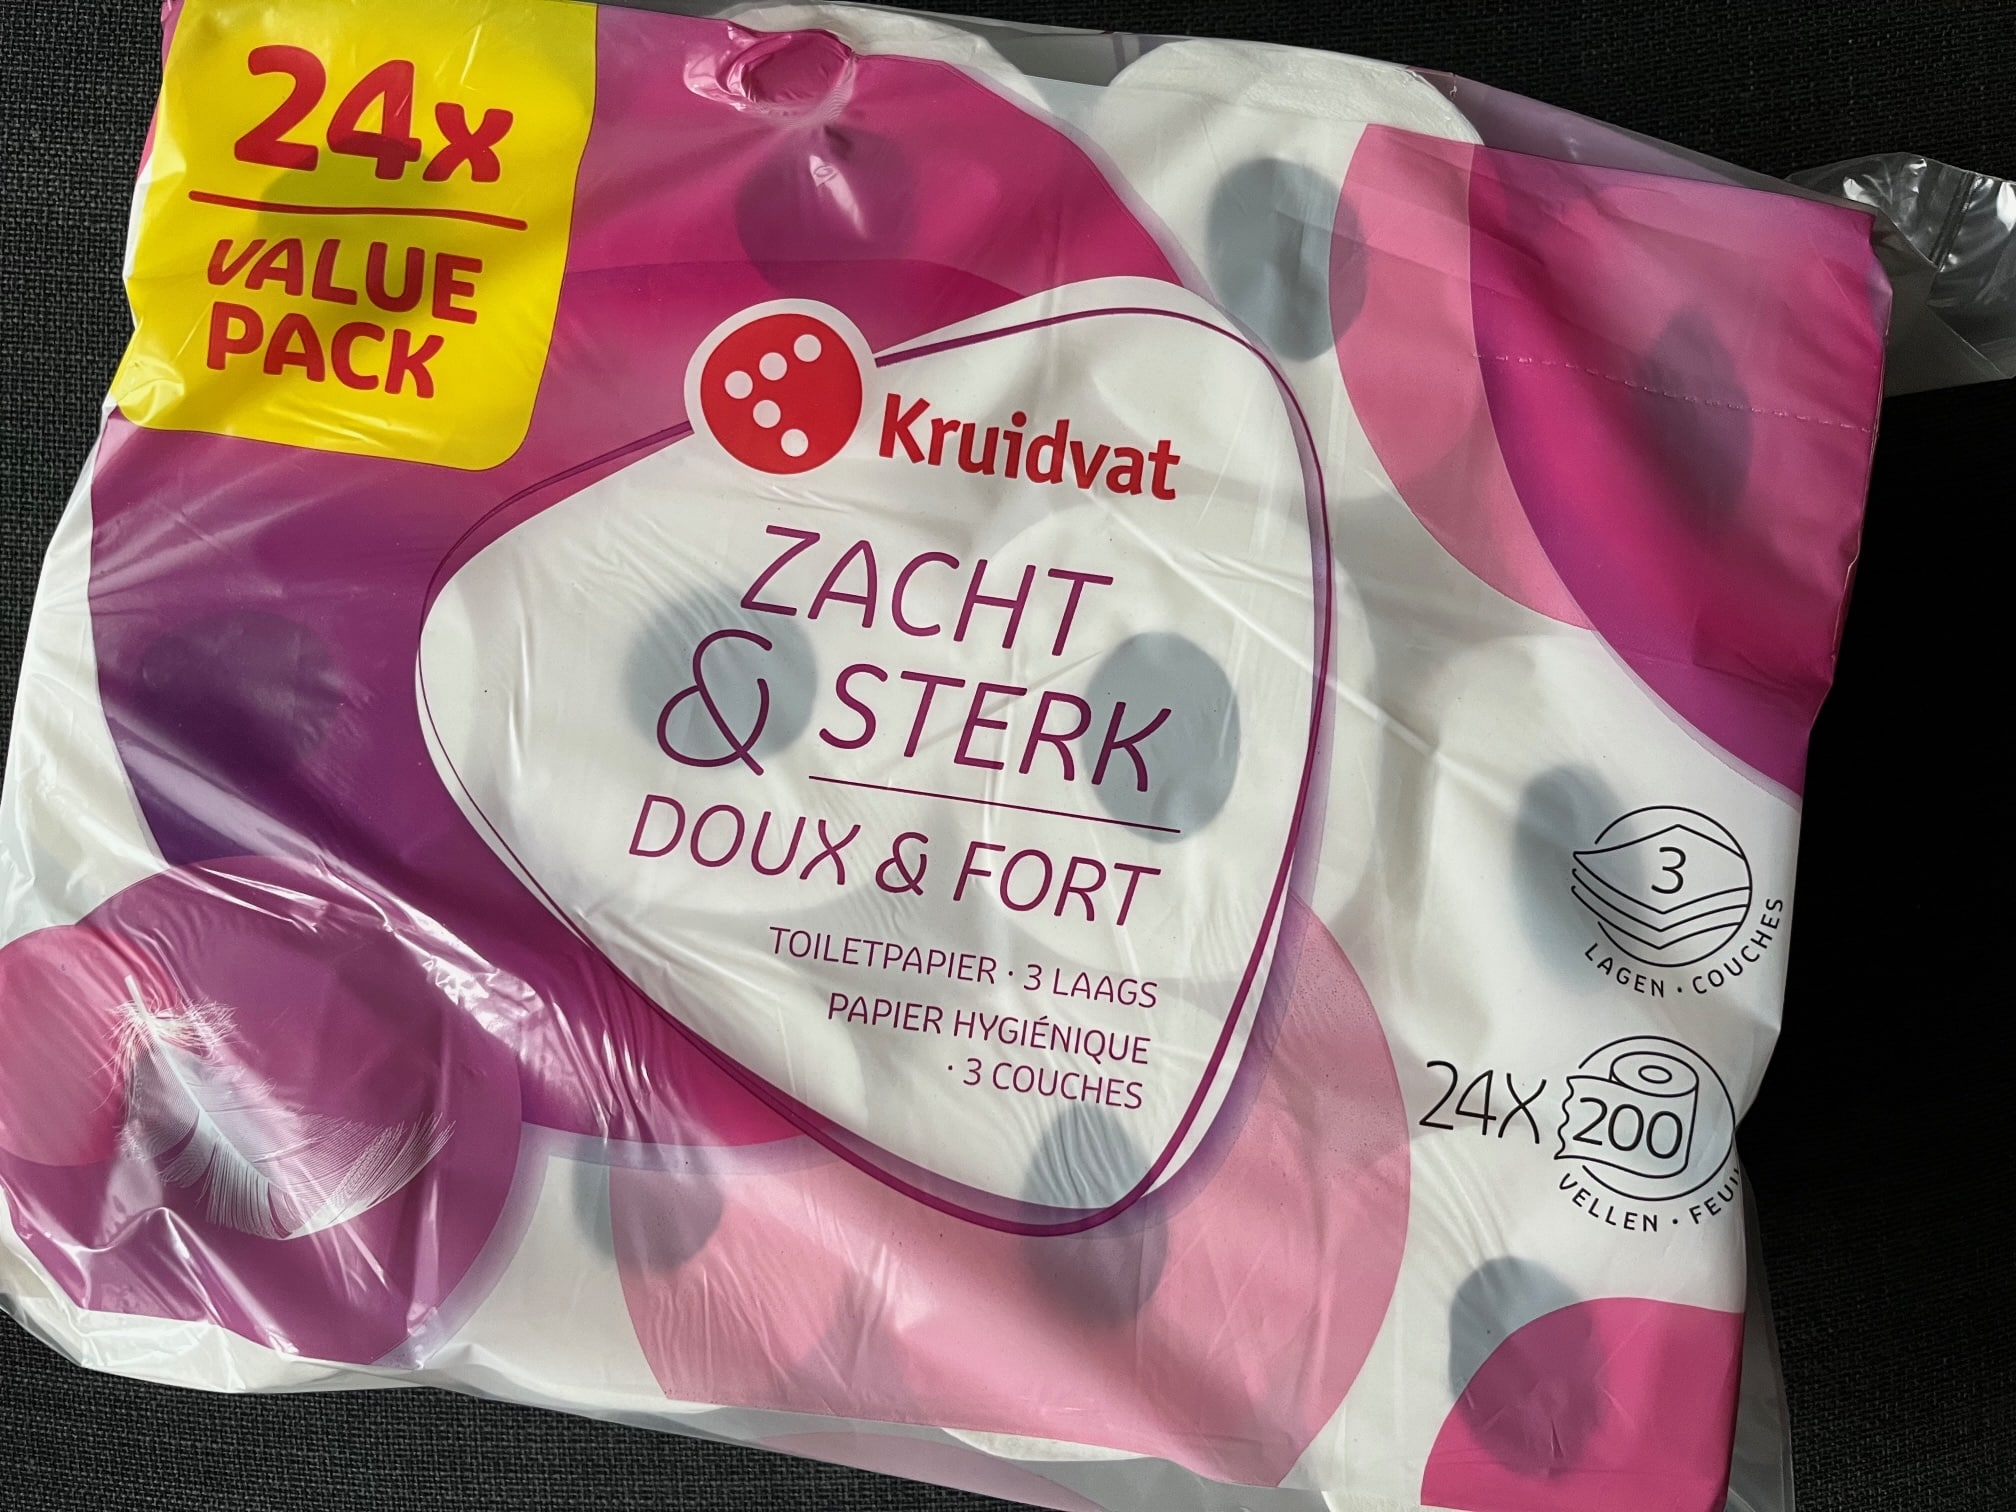 24x
VALUE
PACK
Kruidvat
ZACHT
& STERK
DOUX & FORT
TOILETPAPIER · 3 LAAGS
PAPIER HYGIÉNIQUE
· 3 COUCHES
3
LAGEN · COUCHES
24X 200
VELLEN ·